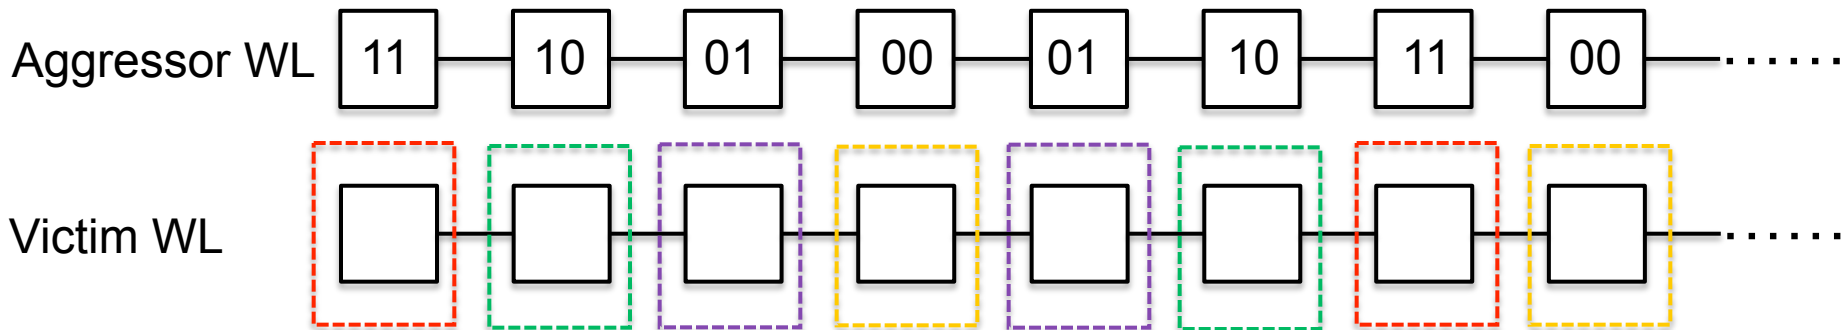 Aggressor WL 11 10 01 00 01 10 11 00 ......
Victim WL ......